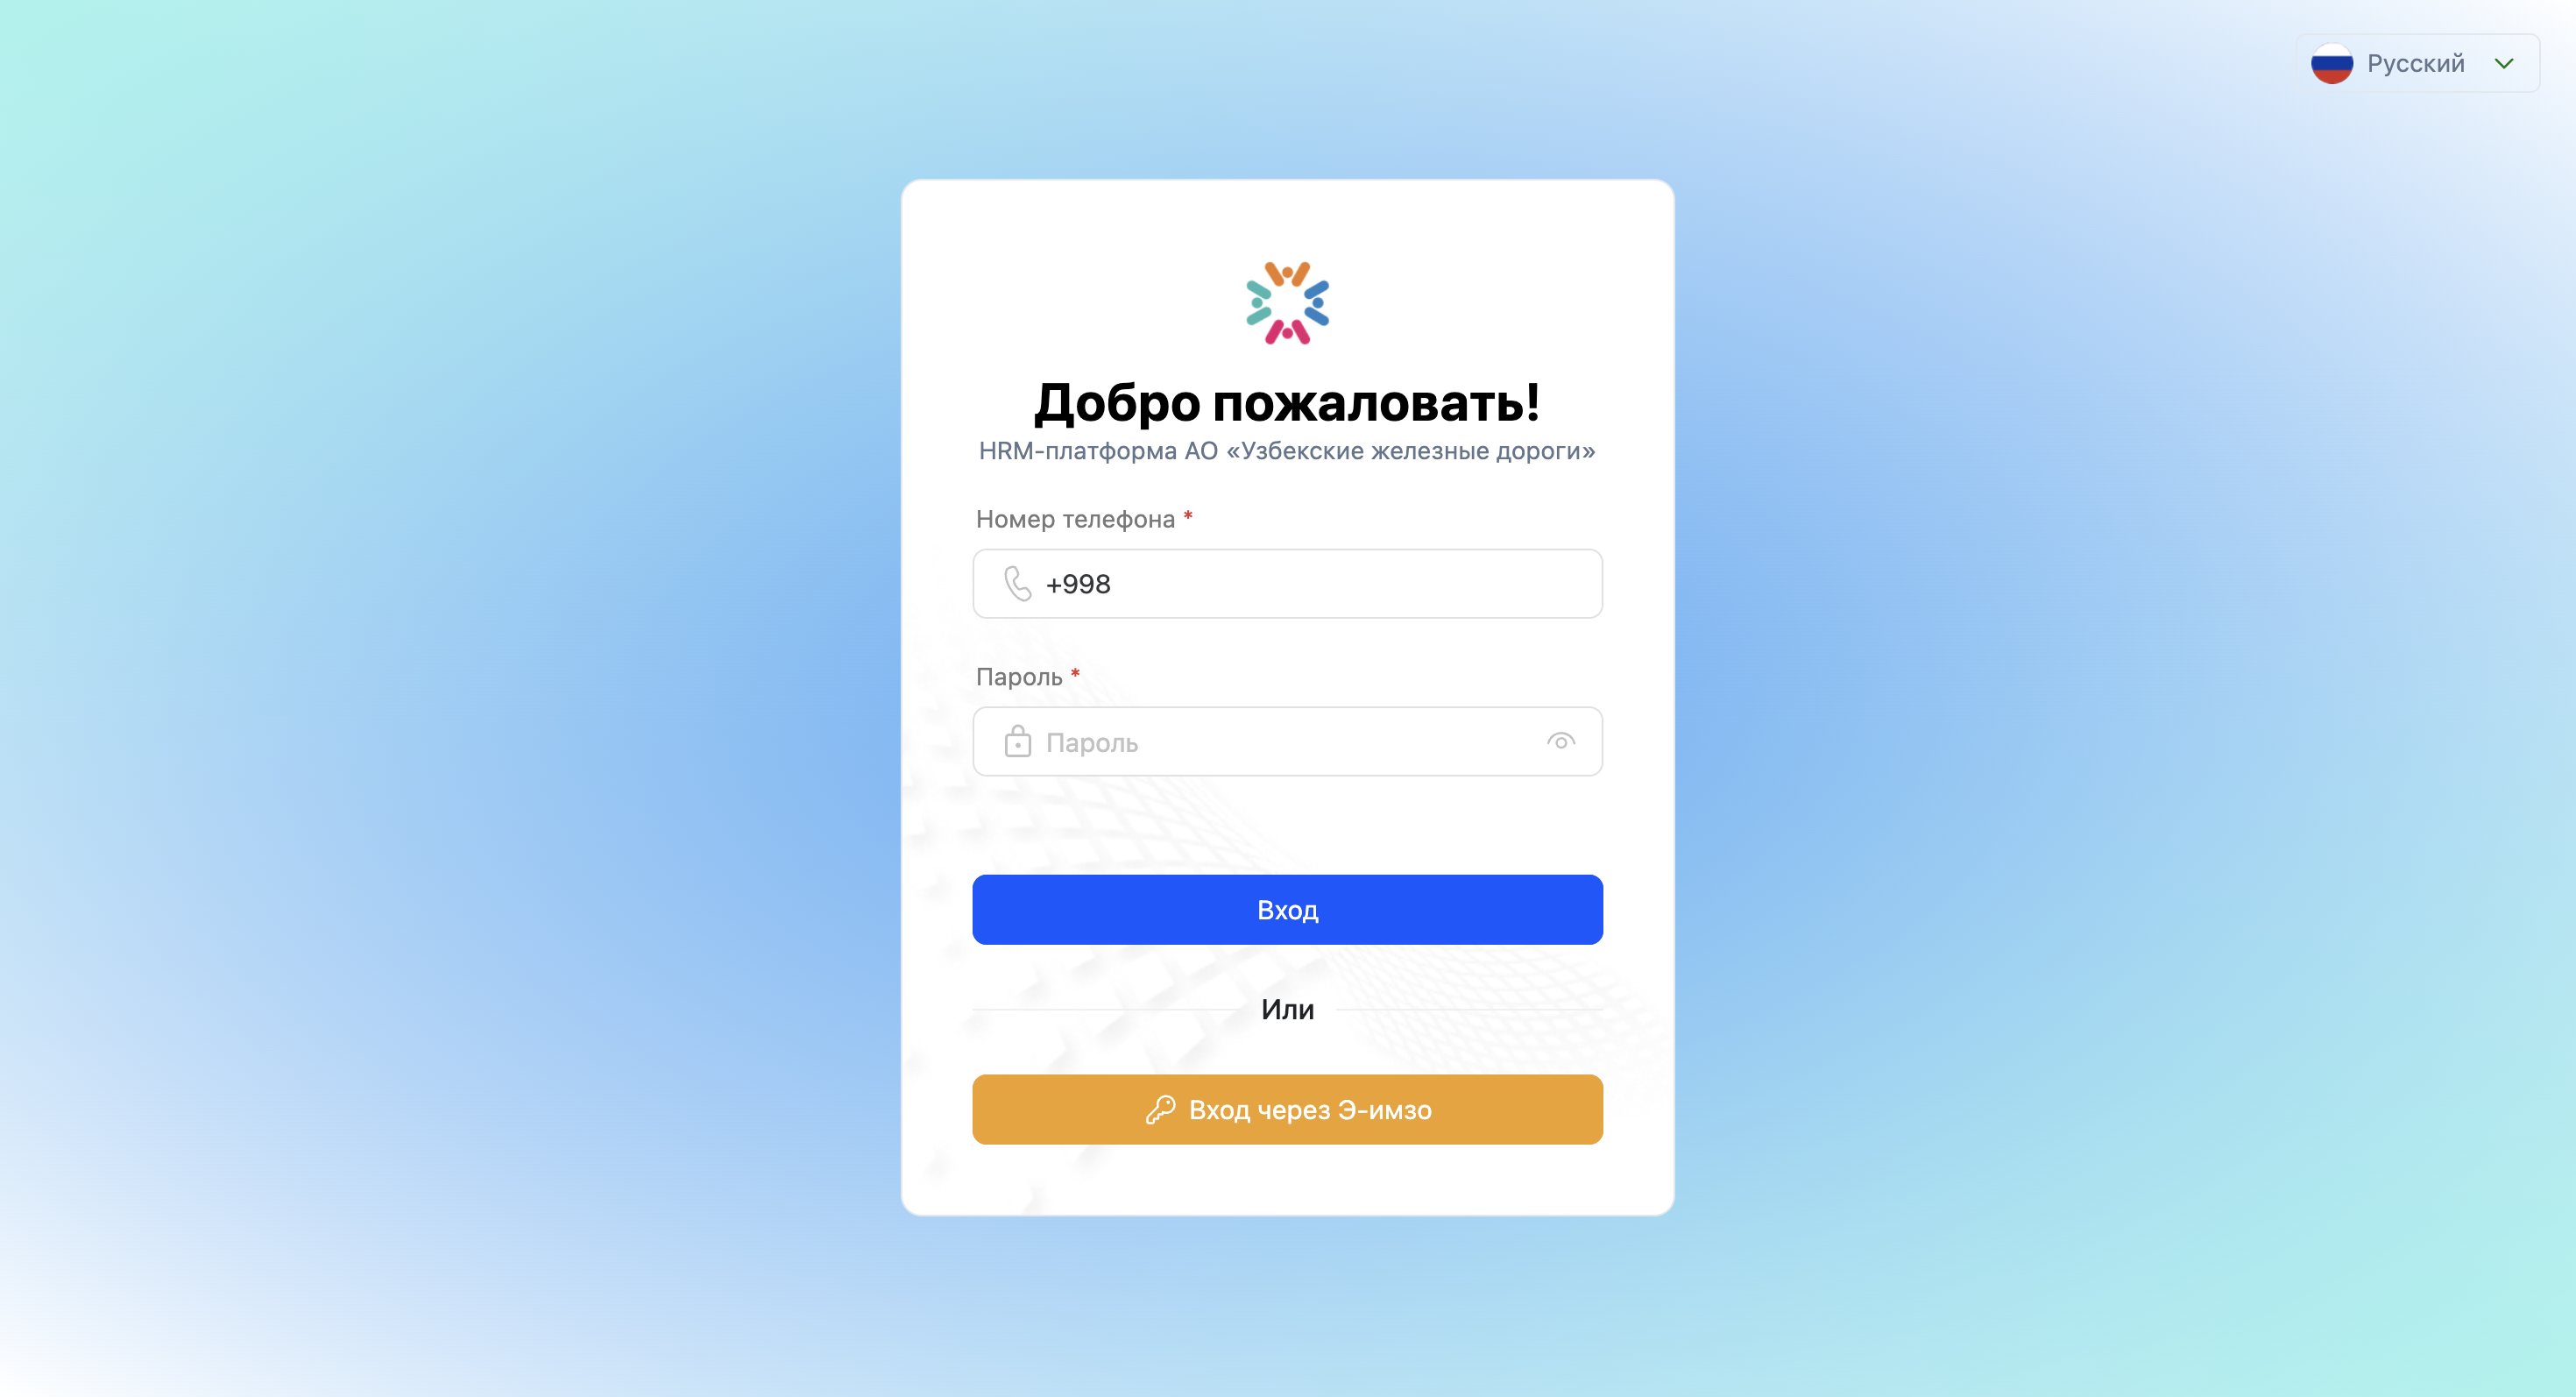 Русский
Добро пожаловать!
HRM-платформа АО «Узбекские железные дороги»
Номер телефона *
+998
Пароль *
Пароль
Вход
Или
Вход через Э-имзо